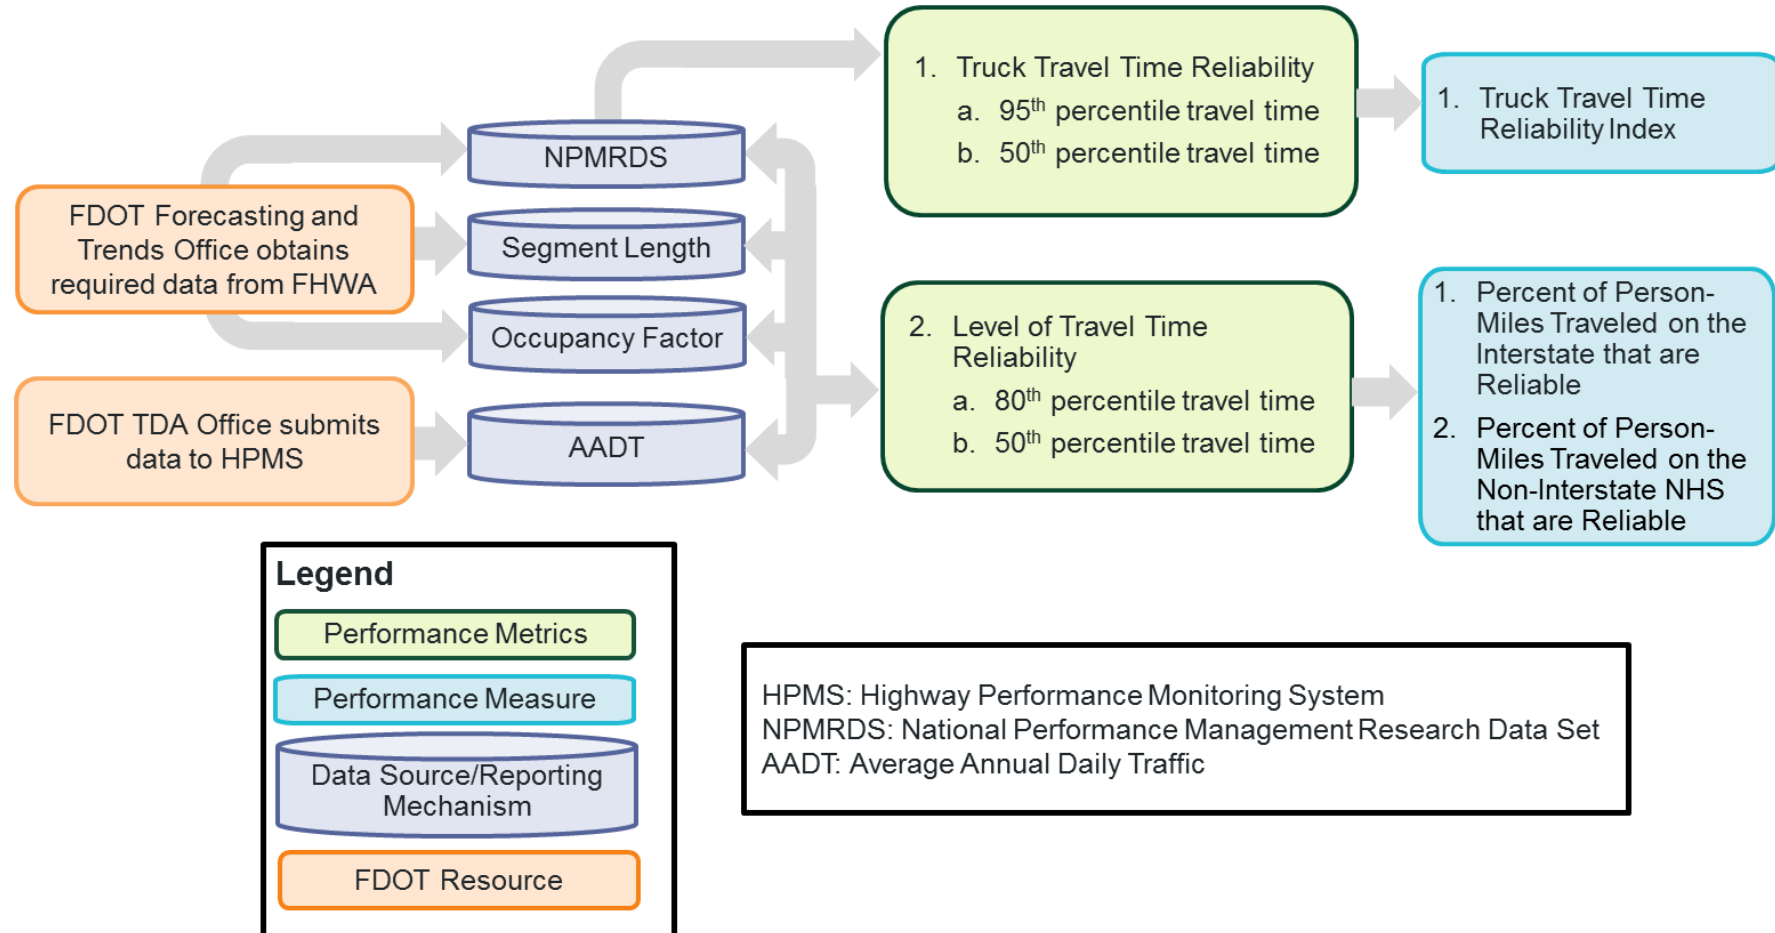 FDOT Forecasting and
Trends Office obtains
required data from FHWA
FDOT TDA Office submits
data to HPMS
NPMRDS
Segment Length
Occupancy Factor
AADT
1. Truck Travel Time Reliability
a. 95th percentile travel time
b. 50th percentile travel time
2. Level of Travel Time
Reliability
a. 80th percentile travel time
b. 50th percentile travel time
1. Truck Travel Time
Reliability Index
1. Percent of Person-
Miles Traveled on the
Interstate that are
Reliable
2. Percent of Person-
Miles Traveled on the
Non-Interstate NHS
that are Reliable
Legend
Performance Metrics
Performance Measure
Data Source/Reporting
Mechanism
FDOT Resource
HPMS: Highway Performance Monitoring System
NPMRDS: National Performance Management Research Data Set
AADT: Average Annual Daily Traffic